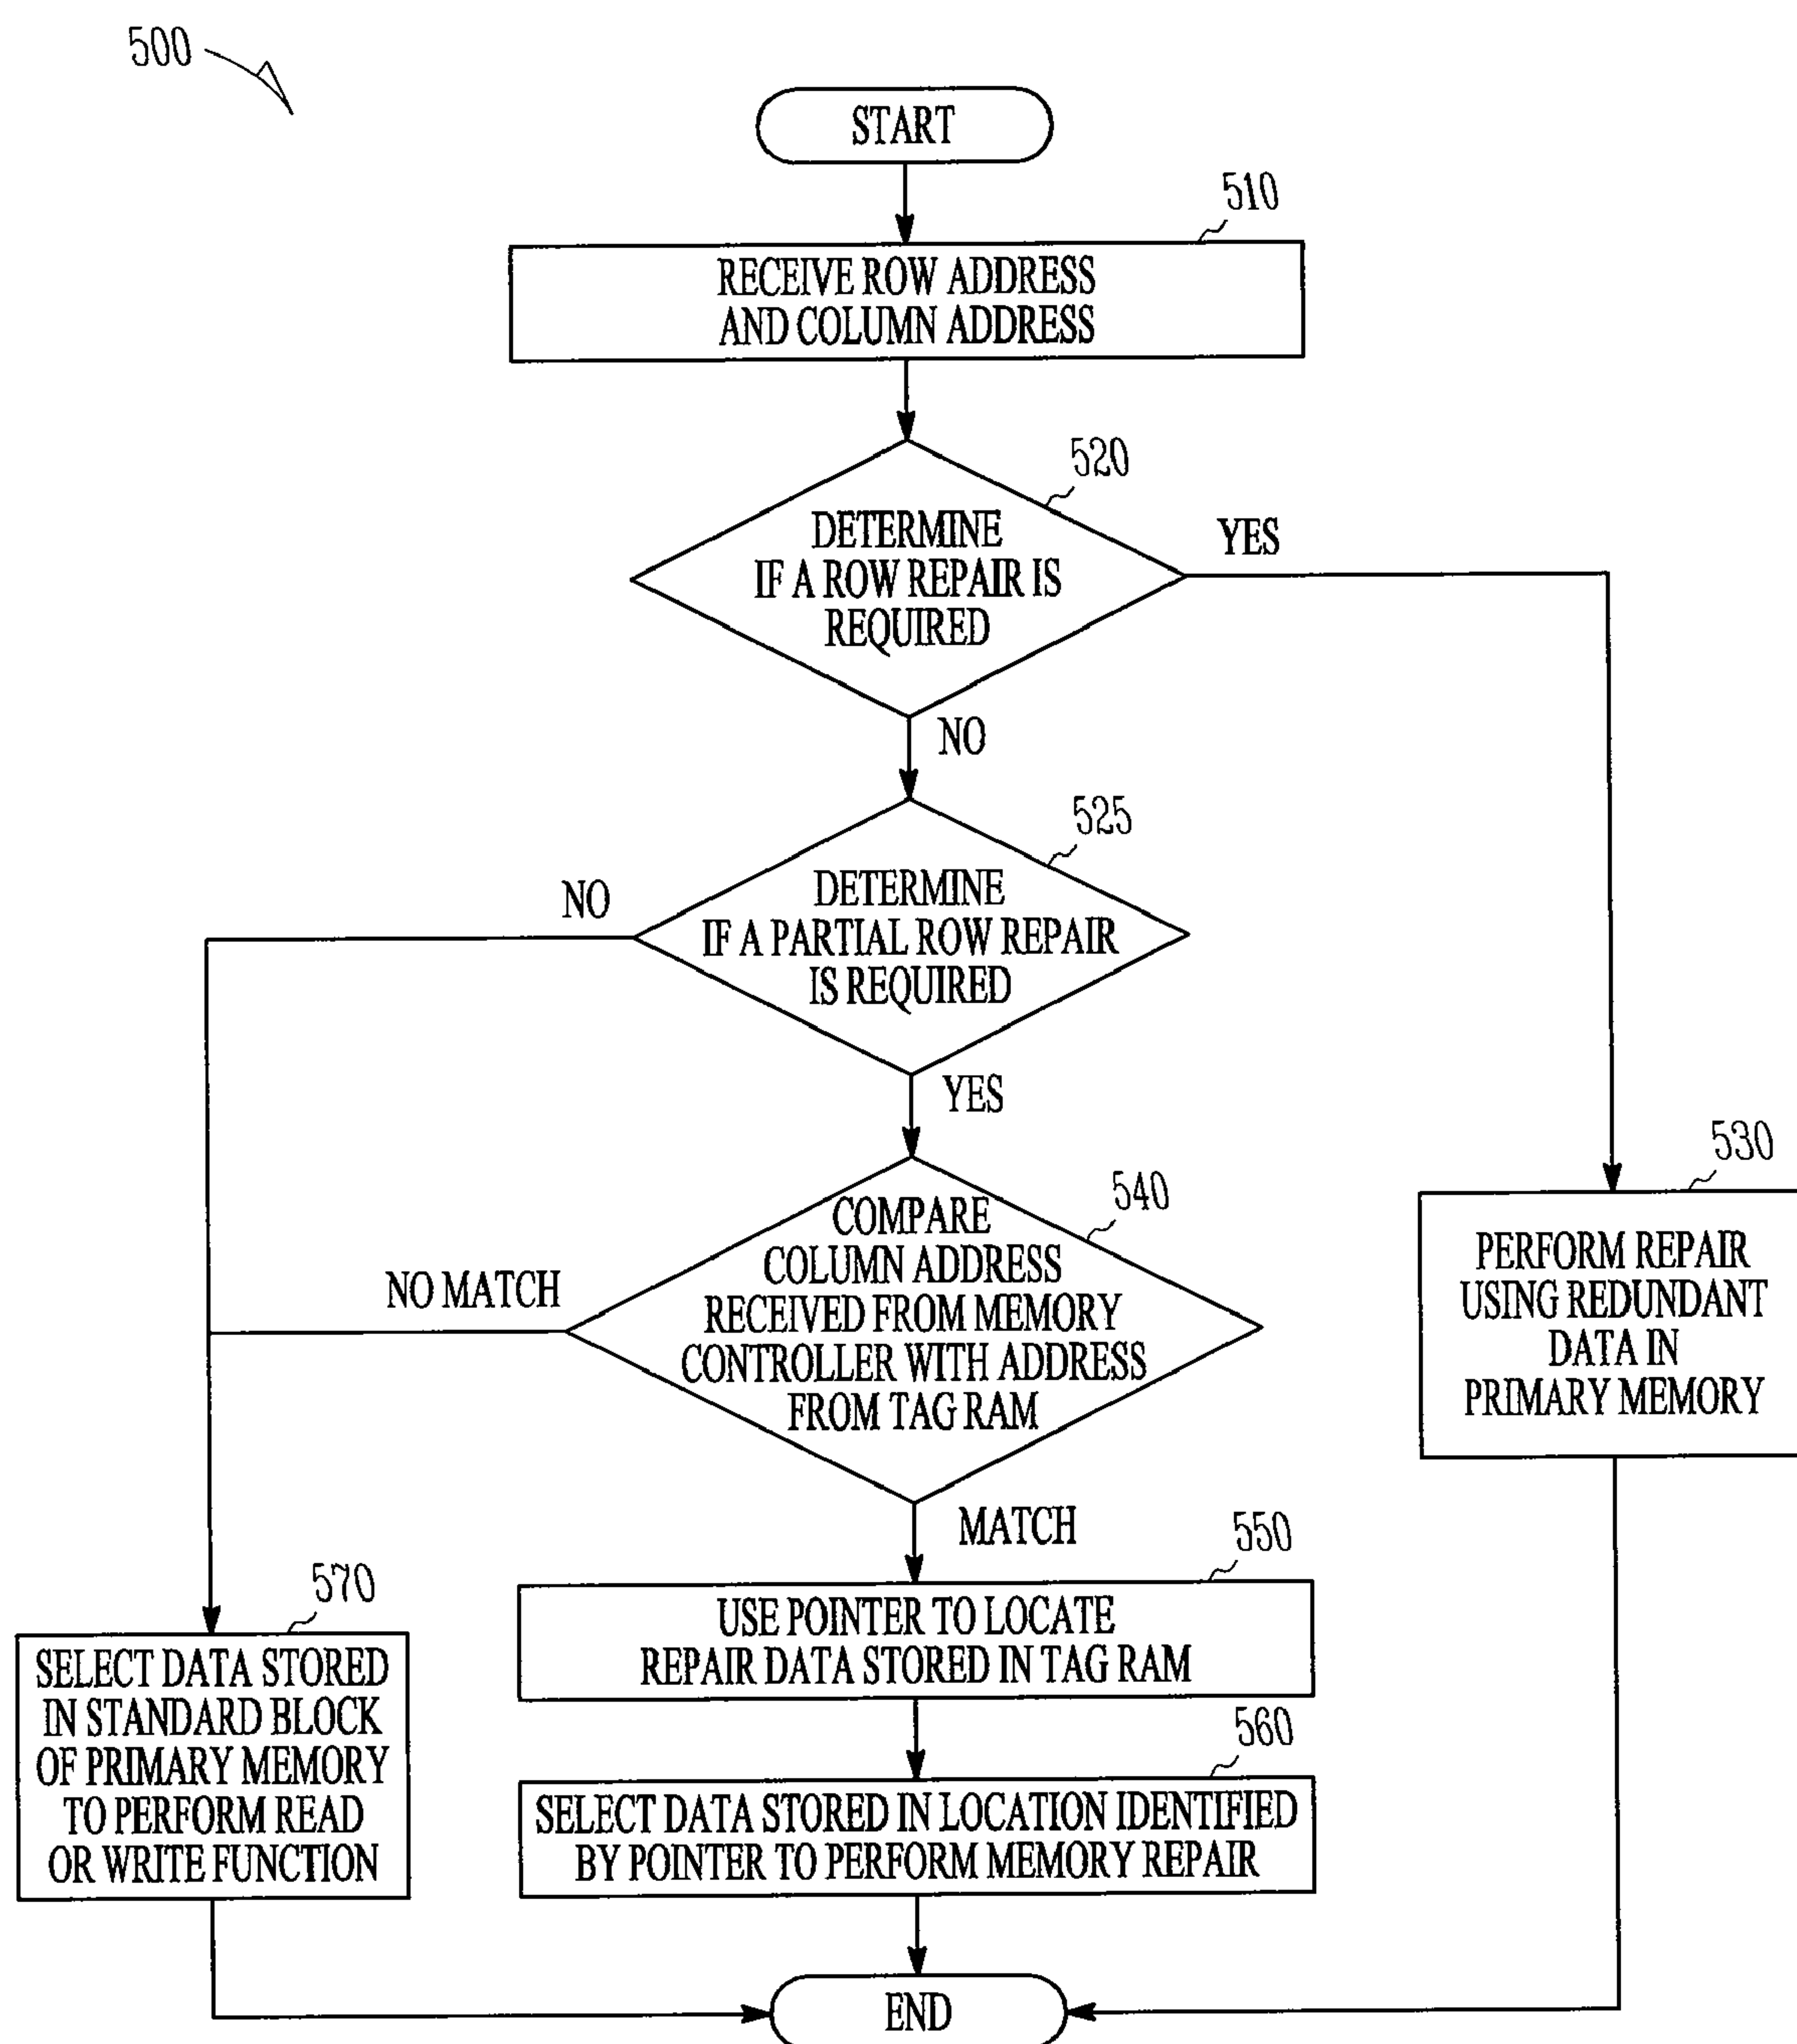 500
START
510
RECEIVE ROW ADDRESS
AND COLUMN ADDRESS
520
DETERMINE
IF A ROW REPAIR IS
REQUIRED
YES
NO
525
DETERMINE
IF A PARTIAL ROW REPAIR
IS REQUIRED
NO
YES
530
PERFORM REPAIR
USING REDUNDANT
DATA IN
PRIMARY MEMORY
540
COMPARE
COLUMN ADDRESS
RECEIVED FROM MEMORY
CONTROLLER WITH ADDRESS
FROM TAG RAM
NO MATCH
MATCH
550
USE POINTER TO LOCATE
REPAIR DATA STORED IN TAG RAM
560
SELECT DATA STORED IN LOCATION IDENTIFIED
BY POINTER TO PERFORM MEMORY REPAIR
570
SELECT DATA STORED
IN STANDARD BLOCK
OF PRIMARY MEMORY
TO PERFORM READ
OR WRITE FUNCTION
END